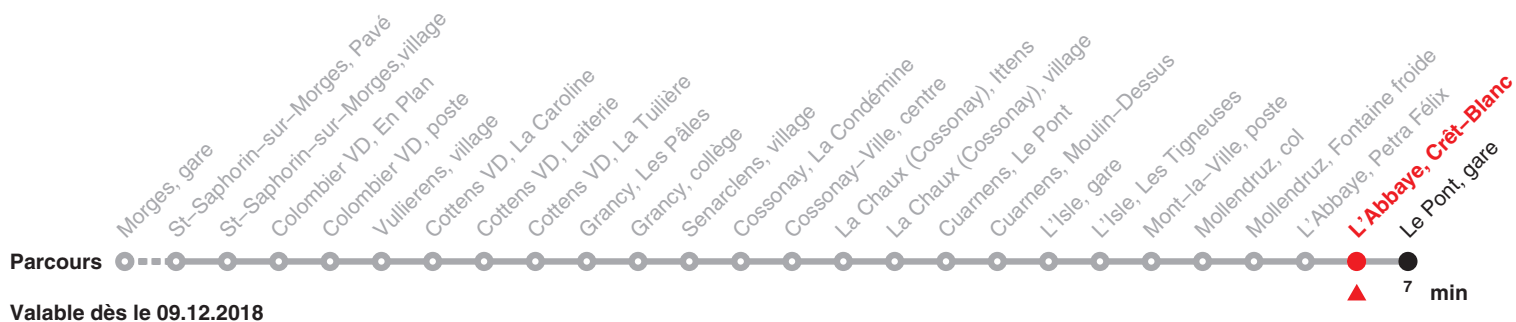 Morges, gare
St–Saphorin–sur–Morges, Pavé
St–Saphorin–sur–Morges,village
Colombier VD, En Plan
Colombier VD, poste
Vullierens, village
Cottens VD, La Caroline
Cottens VD, Laiterie
Cottens VD, La Tuilière
Grancy, Les Pâles
Grancy, collège
Senarclens, village
Cossonay, La Condémine
Cossonay–Ville, centre
La Chaux (Cossonay), Ittens
La Chaux (Cossonay), village
Cuarnens, Le Pont
Cuarnens, Moulin–Dessus
L'Isle, gare
L'Isle, Les Tigneuses
Mont–la–Ville, poste
Mollendruz, col
Mollendruz, Fontaine froide
L'Abbaye, Petra Félix
L'Abbaye, Crêt–Blanc
Le Pont, gare
Parcours
7 min
Valable dès le 09.12.2018